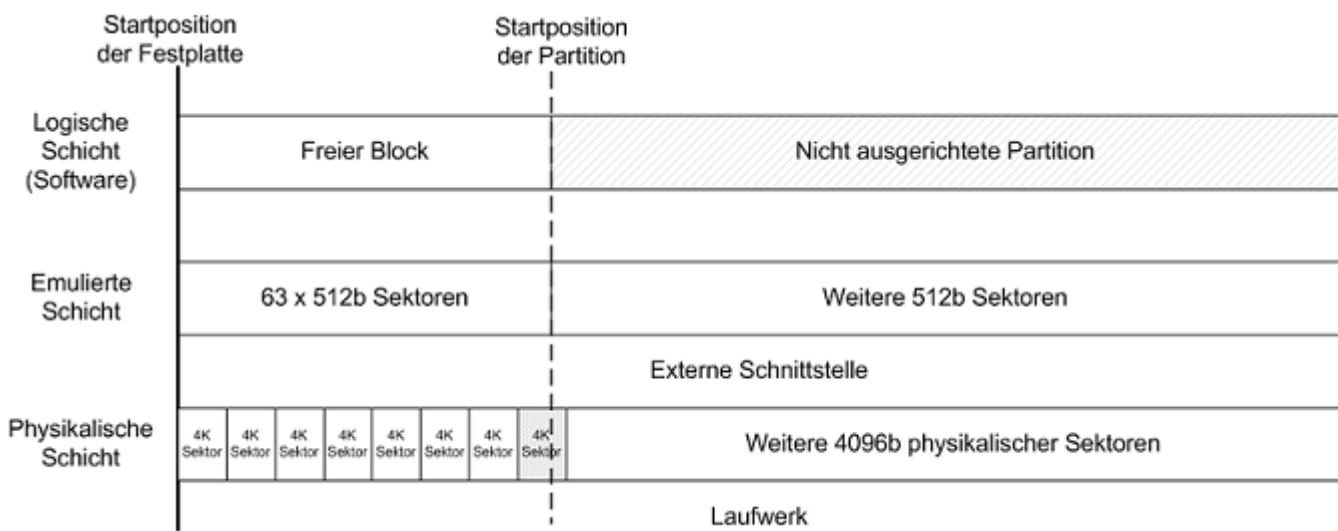 Startposition
der Festplatte
Startposition
der Partition
Logische
Schicht
(Software)
Freier Block
Nicht ausgerichtete Partition
Emulierte
Schicht
63 x 512b Sektoren
Weitere 512b Sektoren
Externe Schnittstelle
Physikalische
Schicht
4K
Sektor
4K
Sektor
4K
Sektor
4K
Sektor
4K
Sektor
4K
Sektor
4K
Sektor
4K
Sektor
Weitere 4096b physikalischer Sektoren
Laufwerk